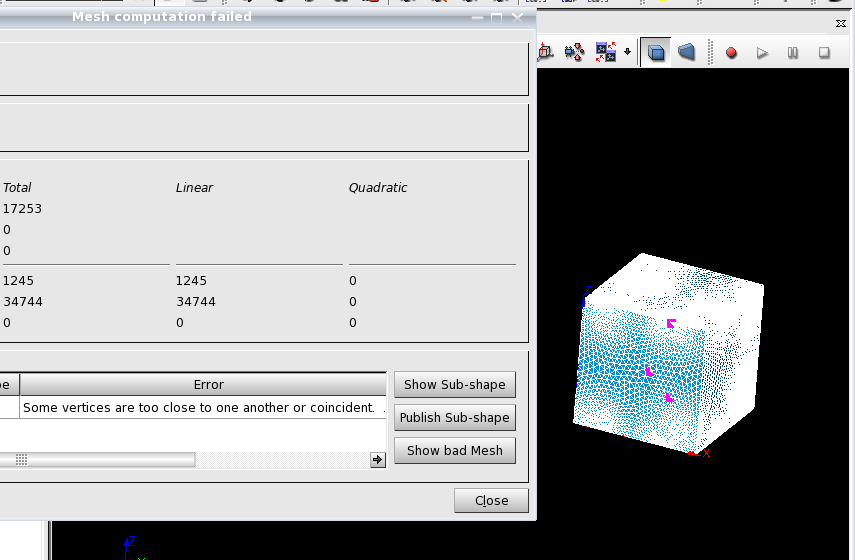 Mesh computation failed
Total Linear Quadratic
17253
0
0
1245 1245 0
34744 34744 0
0 0 0
pe Error
Some vertices are too close to one another or coincident. .
Show Sub-shape
Publish Sub-shape
Show bad Mesh
Close
Z
X
Z